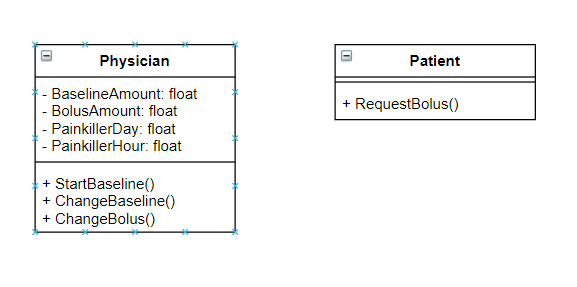 Physician
- BaselineAmount: float
- BolusAmount: float
- PainkillerDay: float
- PainkillerHour: float
+ StartBaseline()
+ ChangeBaseline()
+ ChangeBolus()
Patient
+ RequestBolus()